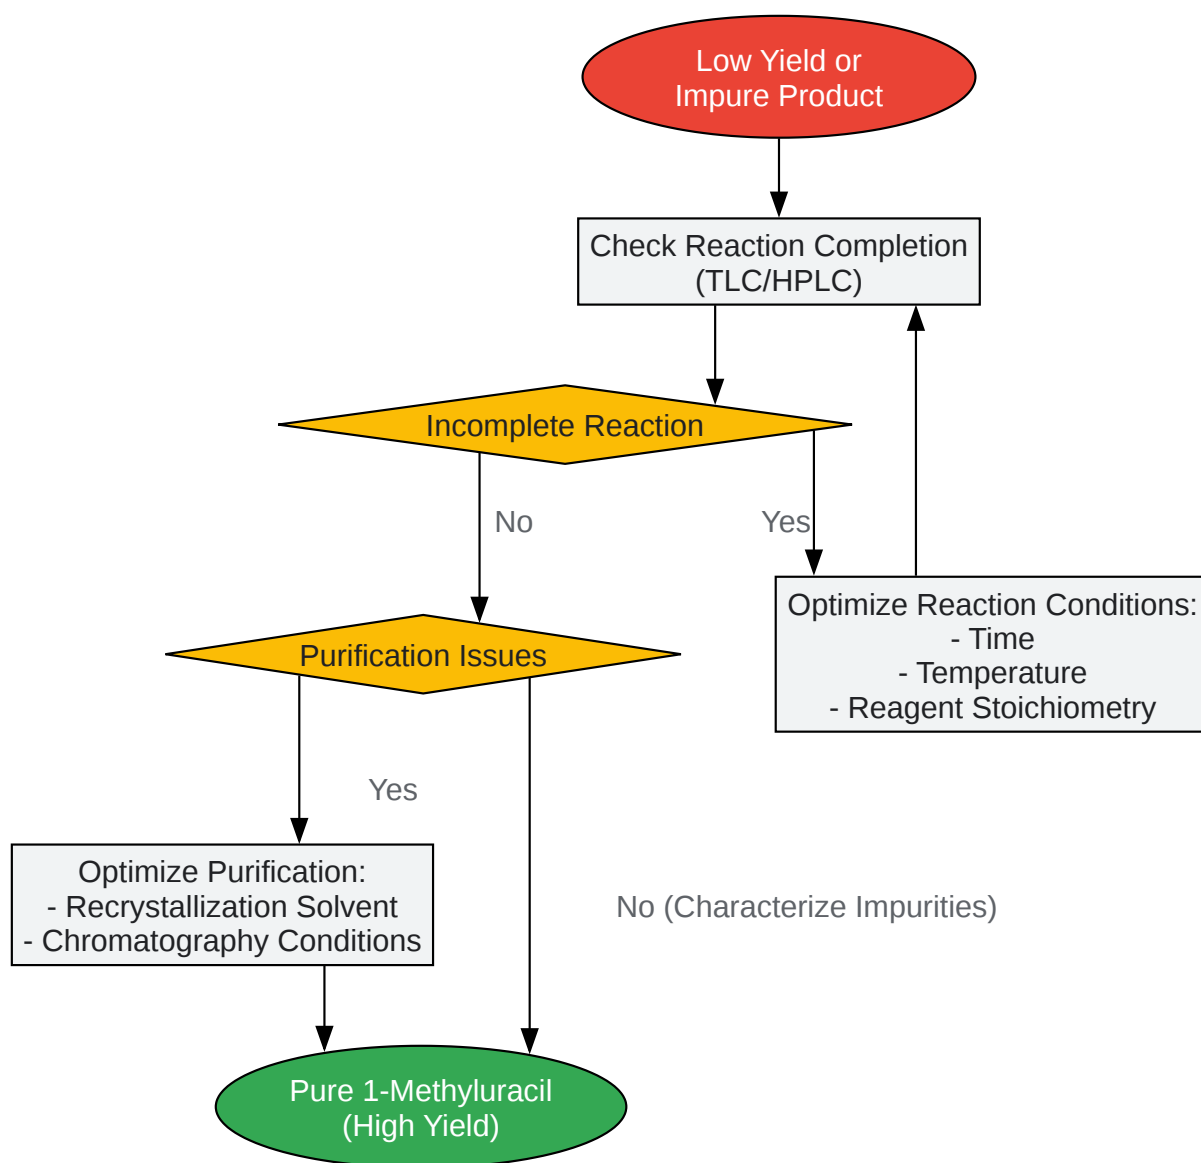 Low Yield or
Impure Product
Check Reaction Completion
(TLC/HPLC)
Incomplete Reaction
No
Yes
Optimize Reaction Conditions:
- Time
- Temperature
- Reagent Stoichiometry
Purification Issues
Yes
Optimize Purification:
- Recrystallization Solvent
- Chromatography Conditions
No (Characterize Impurities)
Pure 1-Methyluracil
(High Yield)